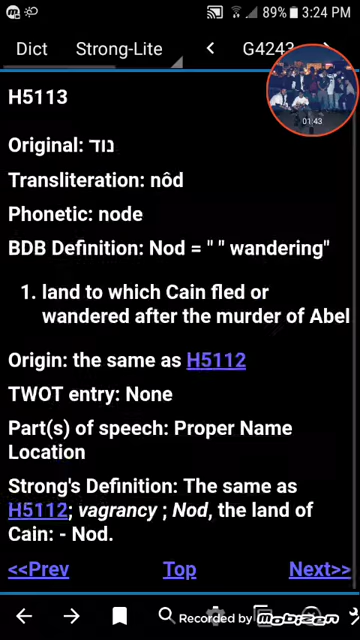 89% 3:24 PM
Dict Strong-Lite < G4243
01:43
H5113
Original: נוד
Transliteration: nôd
Phonetic: node
BDB Definition: Nod = " " wandering"
1. land to which Cain fled or
wandered after the murder of Abel
Origin: the same as H5112
TWOT entry: None
Part(s) of speech: Proper Name
Location
Strong's Definition: The same as
H5112; vagrancy ; Nod, the land of
Cain: - Nod.
<<Prev Top Next>>
Recorded by mobizen